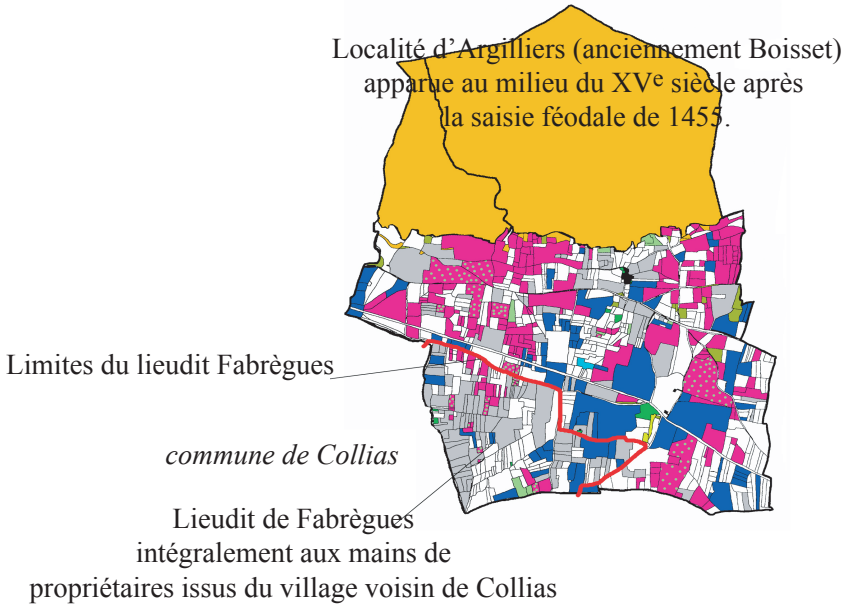 Localité d'Argilliers (anciennement Boisset)
apparue au milieu du XVe siècle après
la saisie féodale de 1455.
Limites du lieudit Fabrègues
commune de Collias
Lieudit de Fabrègues
intégralement aux mains de
propriétaires issus du village voisin de Collias